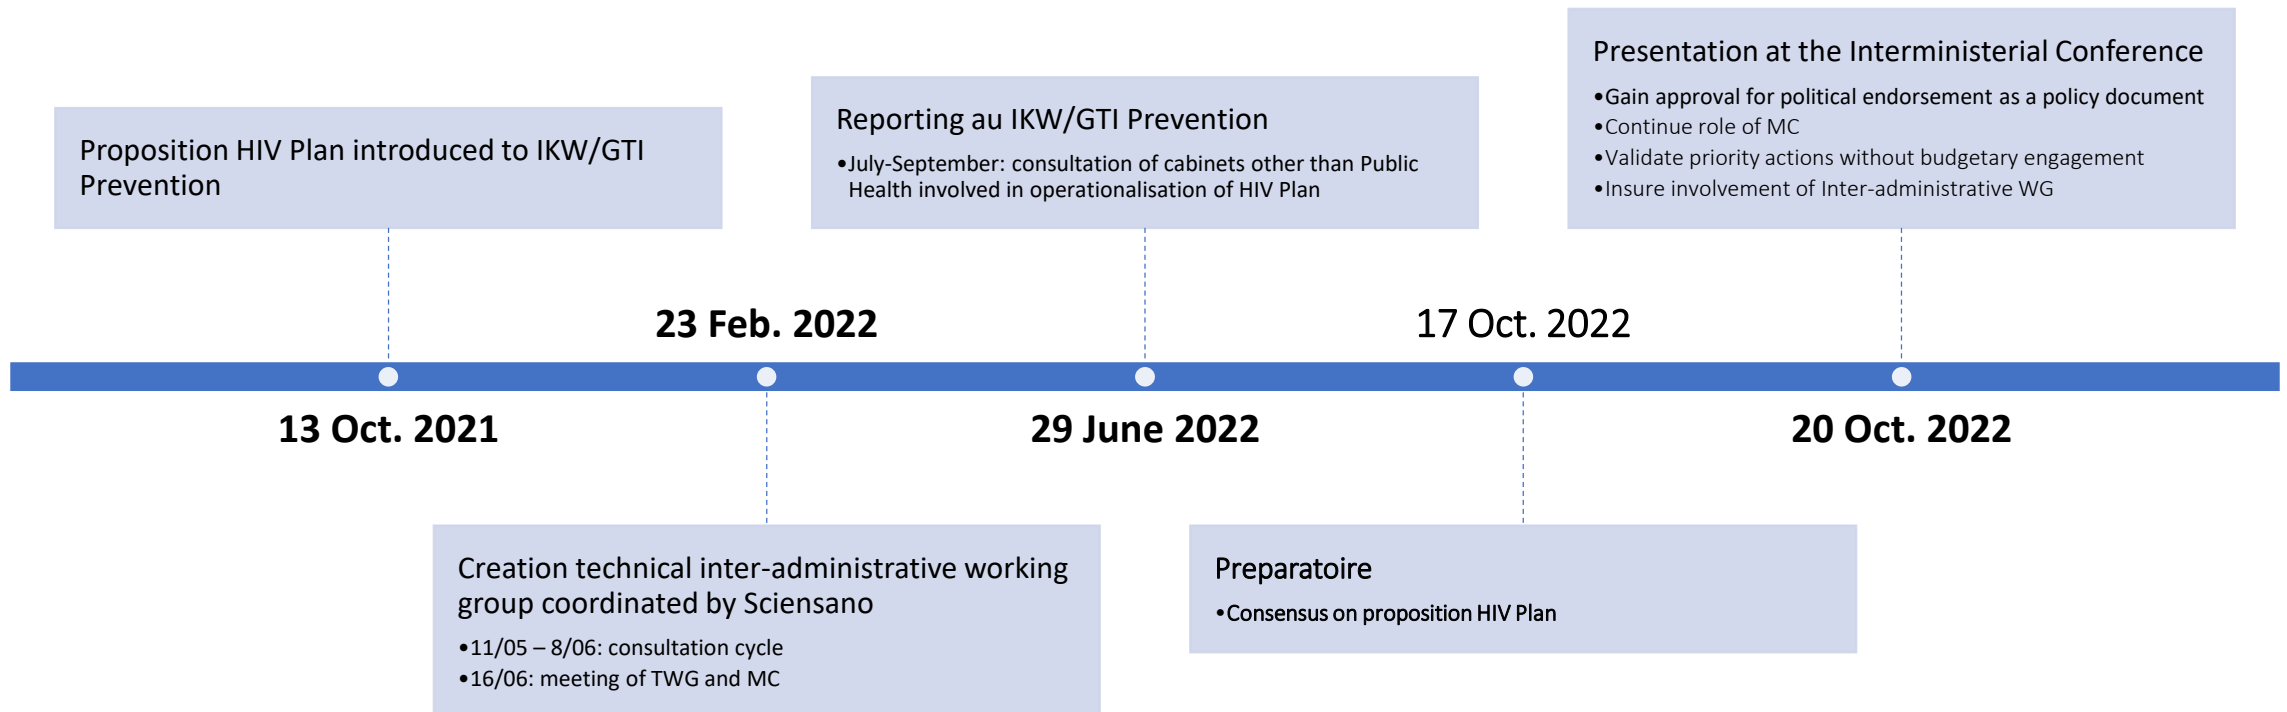 Proposition HIV Plan introduced to IKW/GTI
Prevention
13 Oct. 2021
23 Feb. 2022
Creation technical inter-administrative working
group coordinated by Sciensano
•11/05 – 8/06: consultation cycle
•16/06: meeting of TWG and MC
Reporting au IKW/GTI Prevention
•July-September: consultation of cabinets other than Public
Health involved in operationalisation of HIV Plan
29 June 2022
17 Oct. 2022
Preparatoire
•Consensus on proposition HIV Plan
Presentation at the Interministerial Conference
•Gain approval for political endorsement as a policy document
•Continue role of MC
•Validate priority actions without budgetary engagement
•Insure involvement of Inter-administrative WG
20 Oct. 2022